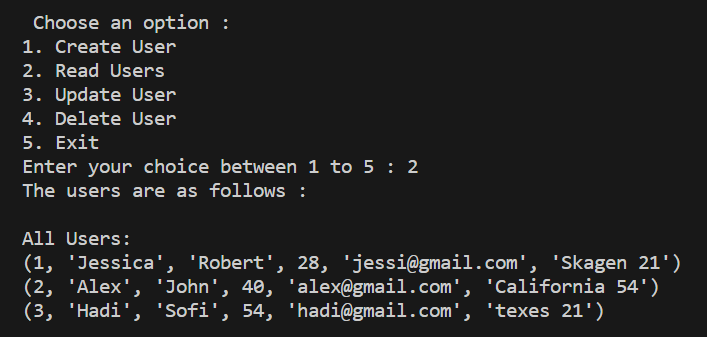 Choose an option :
1. Create User
2. Read Users
3. Update User
4. Delete User
5. Exit
Enter your choice between 1 to 5 : 2
The users are as follows :
All Users:
(1, 'Jessica', 'Robert', 28, 'jessi@gmail.com', 'Skagen 21')
(2, 'Alex', 'John', 40, 'alex@gmail.com', 'California 54')
(3, 'Hadi', 'Sofi', 54, 'hadi@gmail.com', 'texes 21')